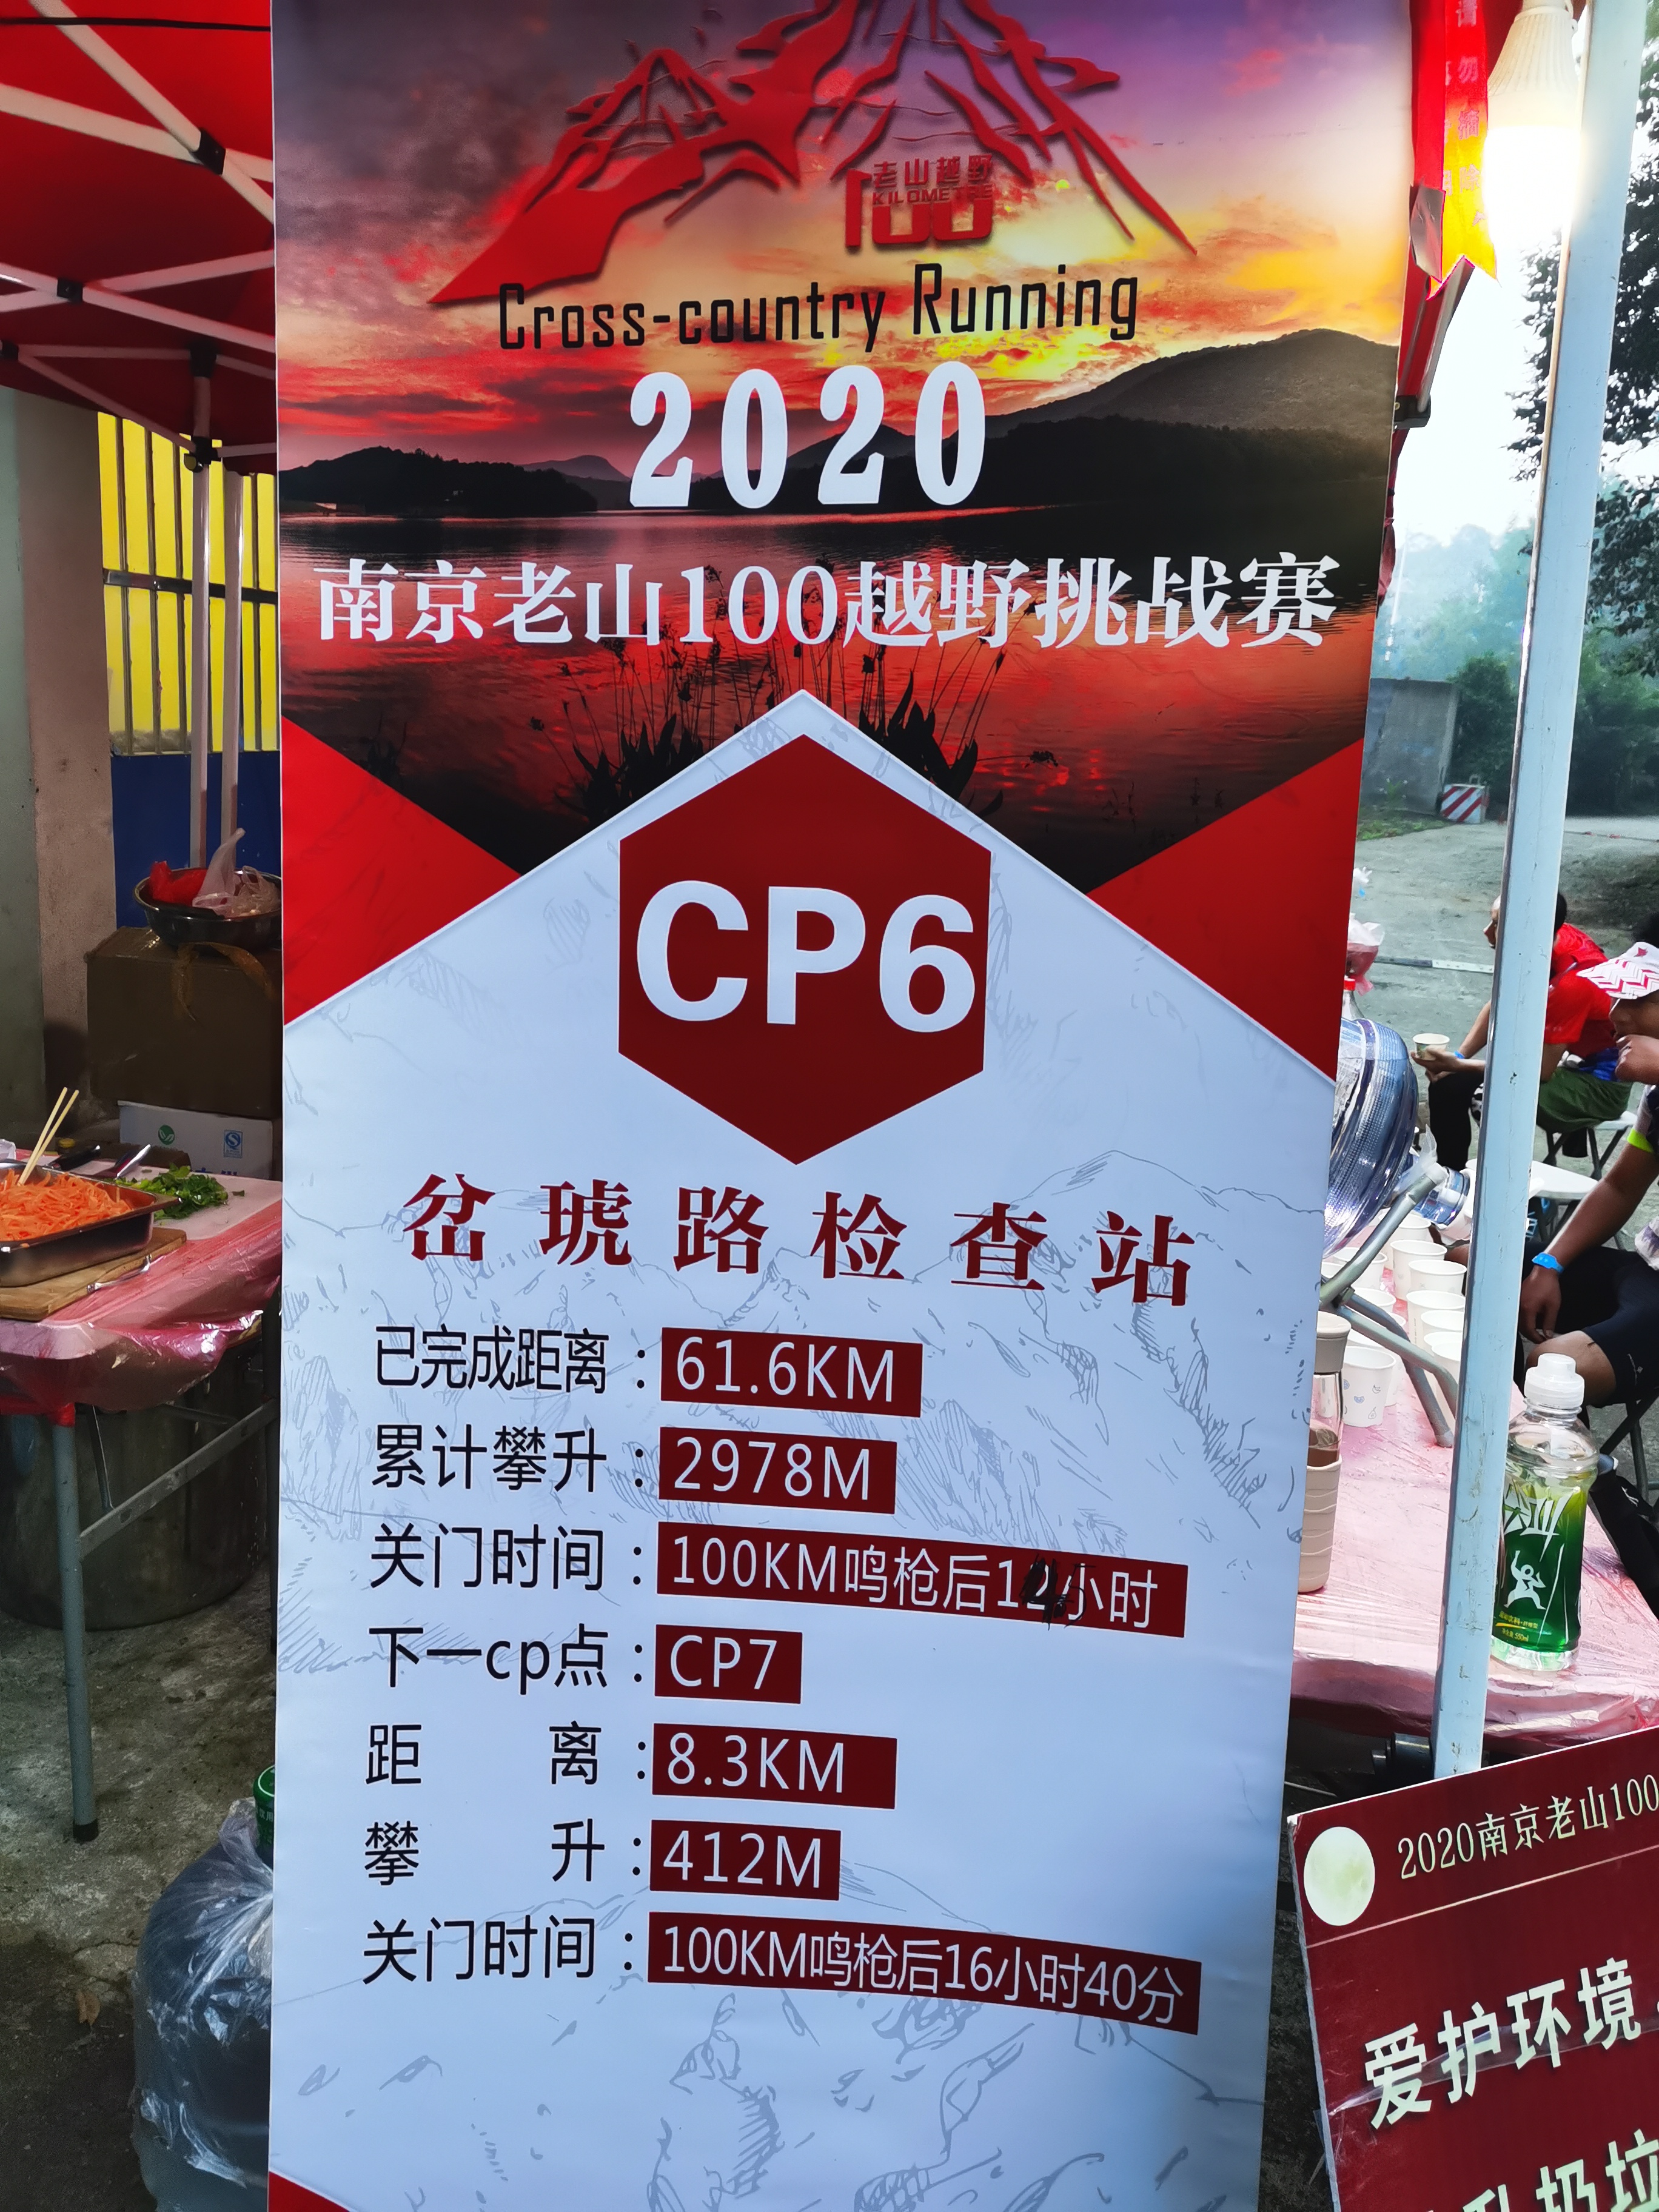 老山越野
KILOMETRE
100
Cross-country Running
2020
南京老山100越野挑战赛
CP6
岔琥路检查站
已完成距离：61.6KM
累计攀升：2978M
关门时间：100KM鸣枪后15小时
下一cp点：CP7
距离：8.3KM
攀升：412M
关门时间：100KM鸣枪后16小时40分
2020南京老山100
爱护环境
乱扔垃